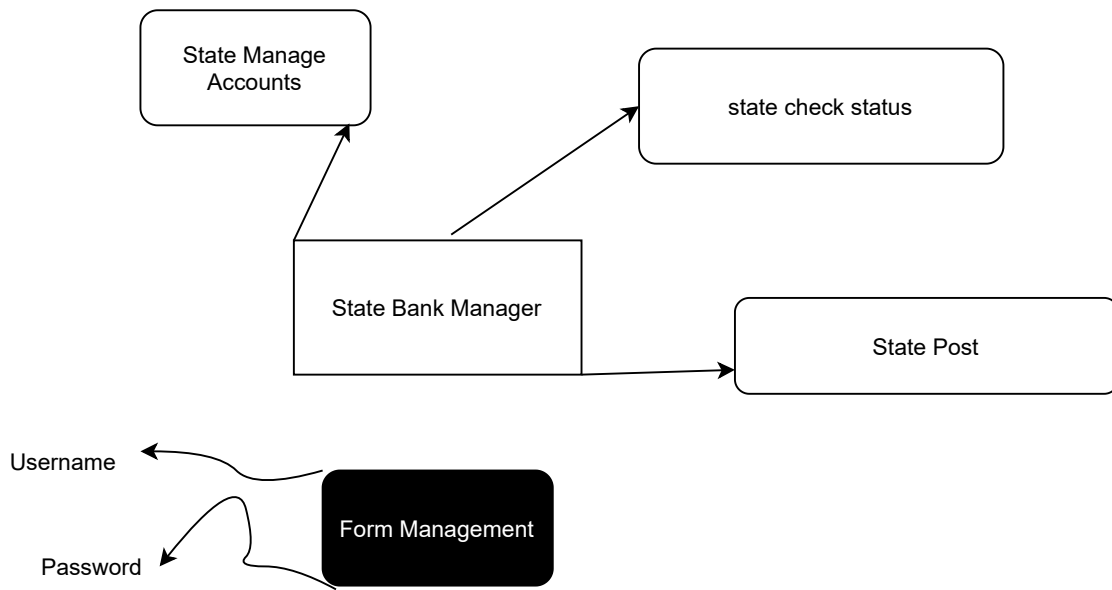 State Manage
Accounts
state check status
State Bank Manager
State Post
Username
Form Management
Password